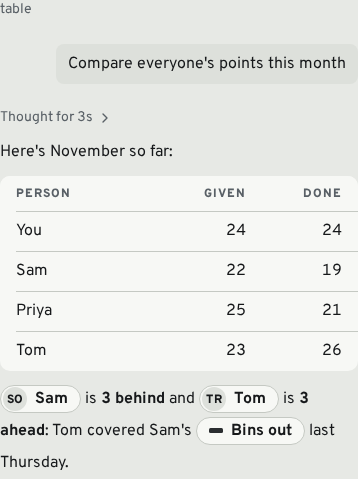 table
Compare everyone's points this month
Thought for 3s
Here's November so far:
PERSON GIVEN DONE
You 24 24
Sam 22 19
Priya 25 21
Tom 23 26
SO Sam is 3 behind and TR Tom is 3
ahead: Tom covered Sam's Bins out last
Thursday.